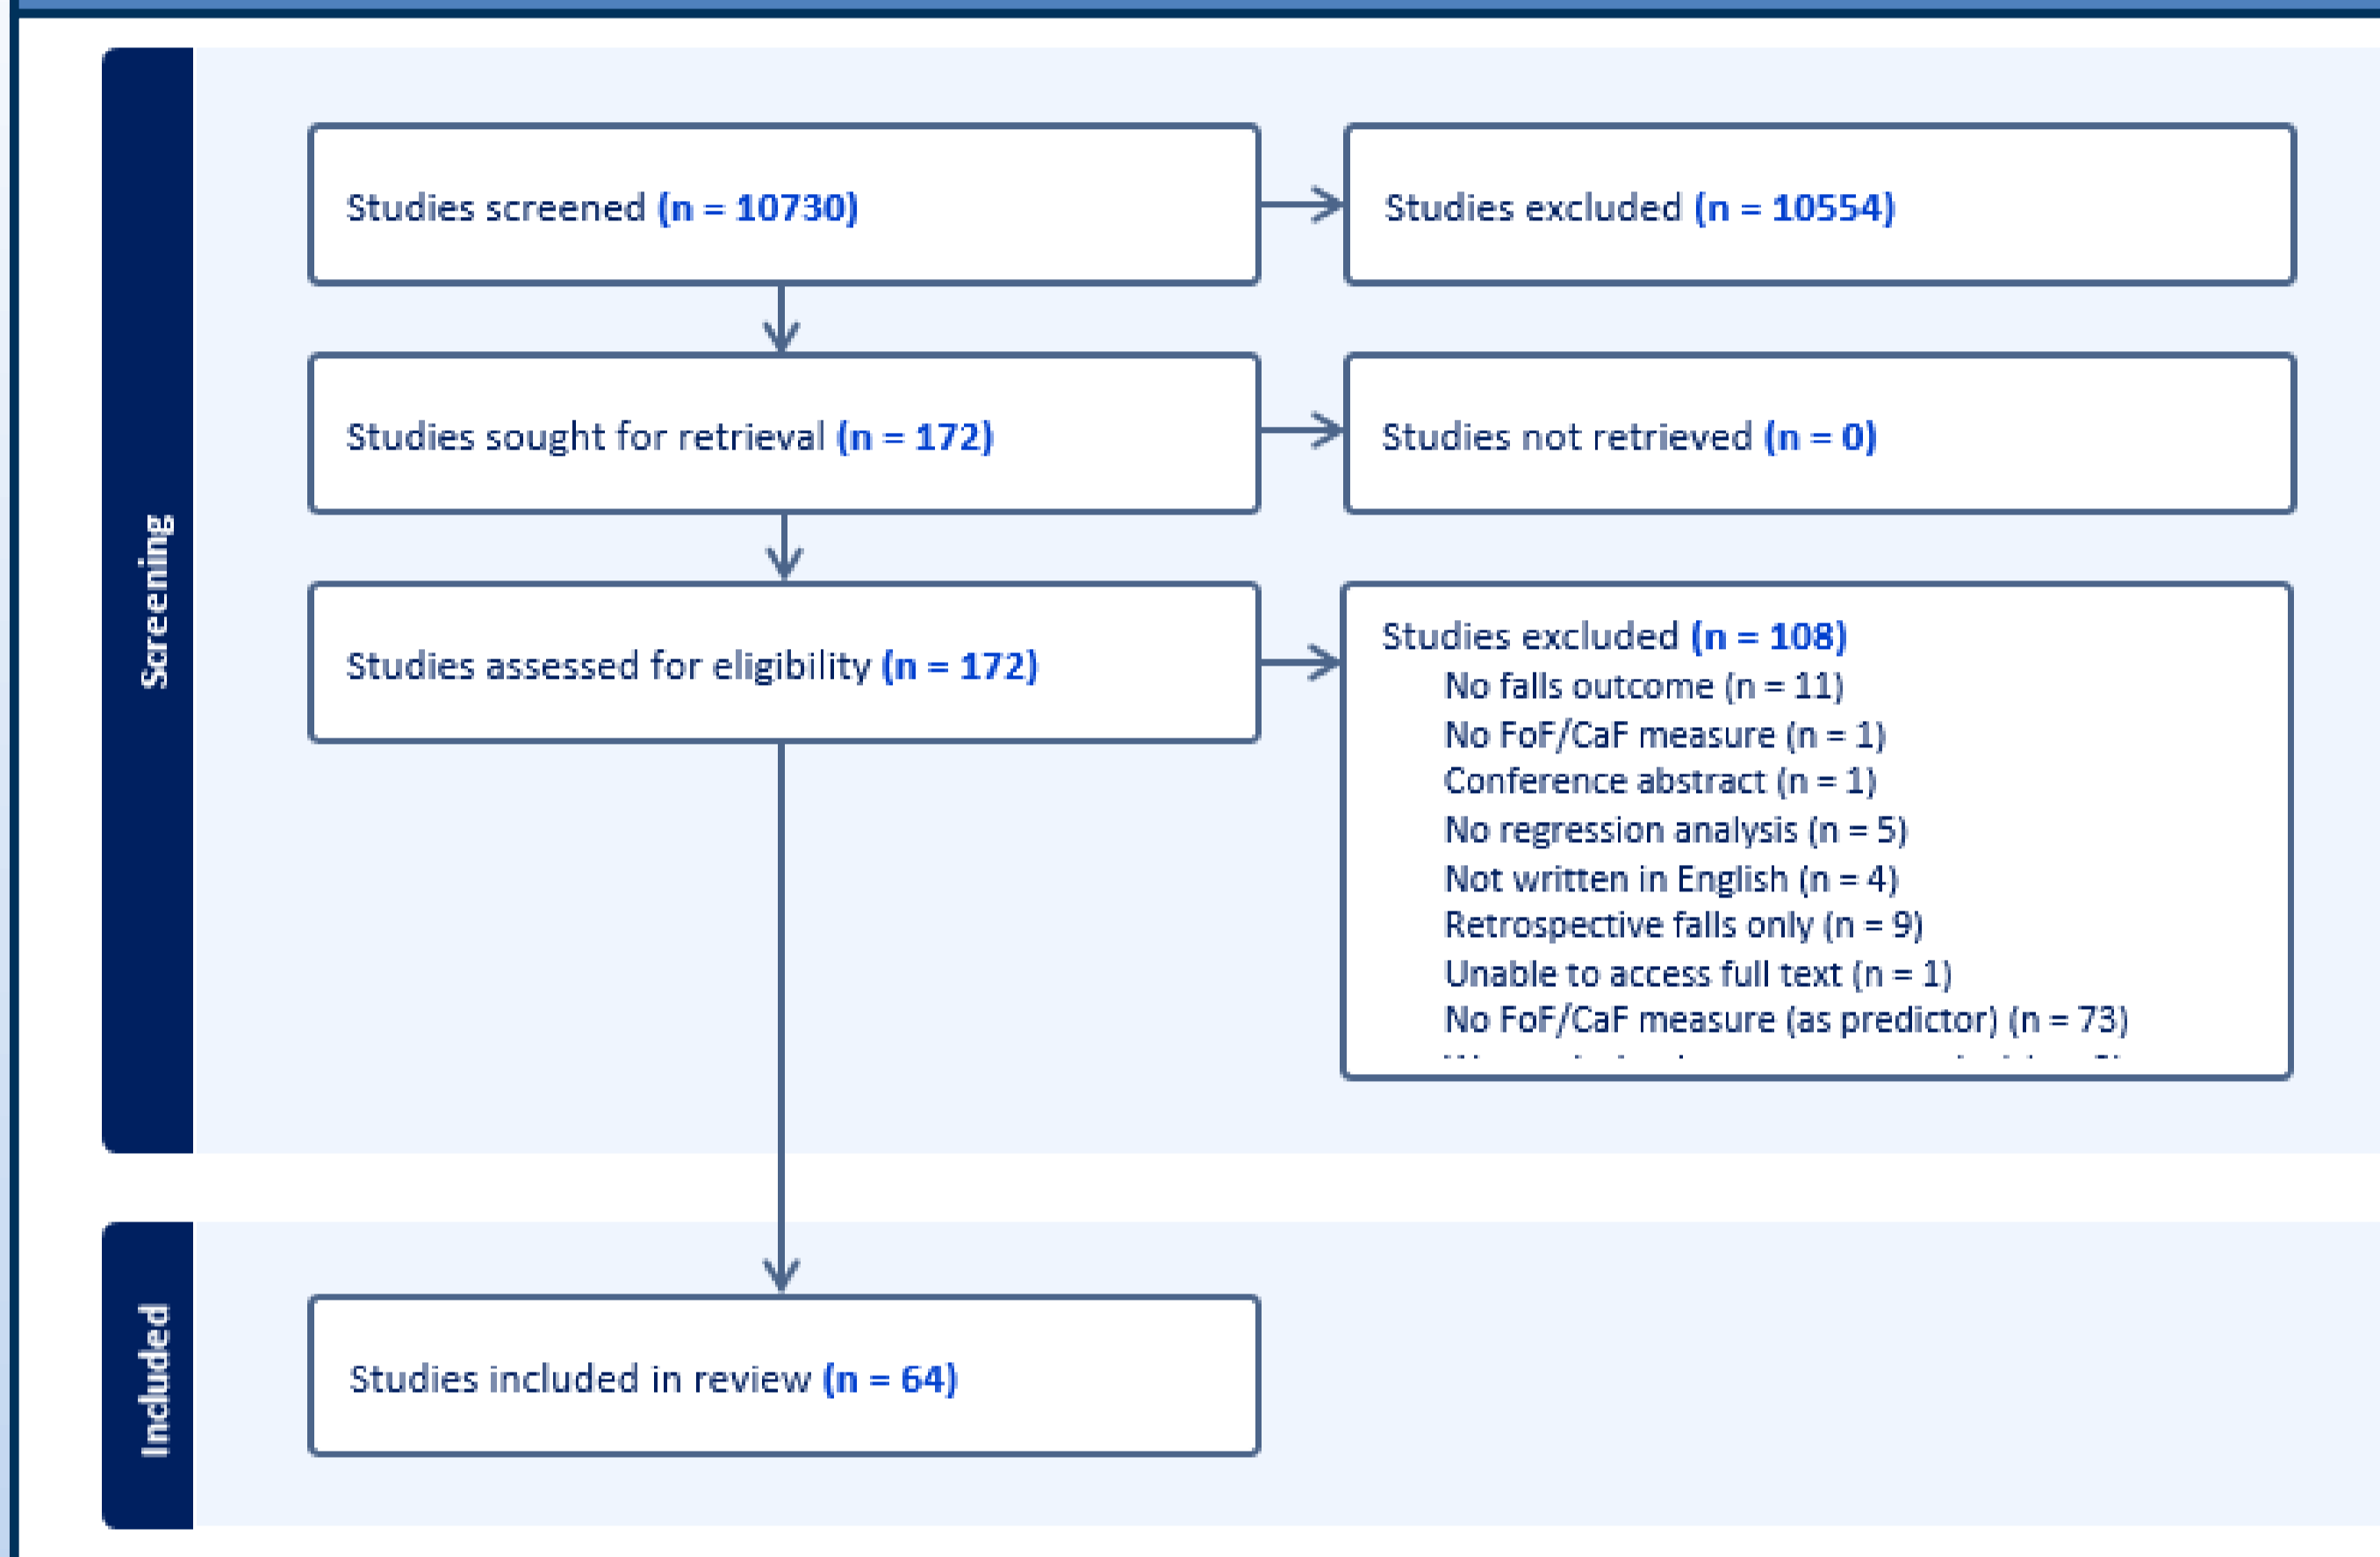 Screening
Studies screened (n = 10730)
Studies excluded (n = 10554)
Studies sought for retrieval (n = 172)
Studies not retrieved (n = 0)
Studies assessed for eligibility (n = 172)
Studies excluded (n = 108)
No falls outcome (n = 11)
No FoF/CaF measure (n = 1)
Conference abstract (n = 1)
No regression analysis (n = 5)
Not written in English (n = 4)
Retrospective falls only (n = 9)
Unable to access full text (n = 1)
No FoF/CaF measure (as predictor) (n = 73)
Included
Studies included in review (n = 64)